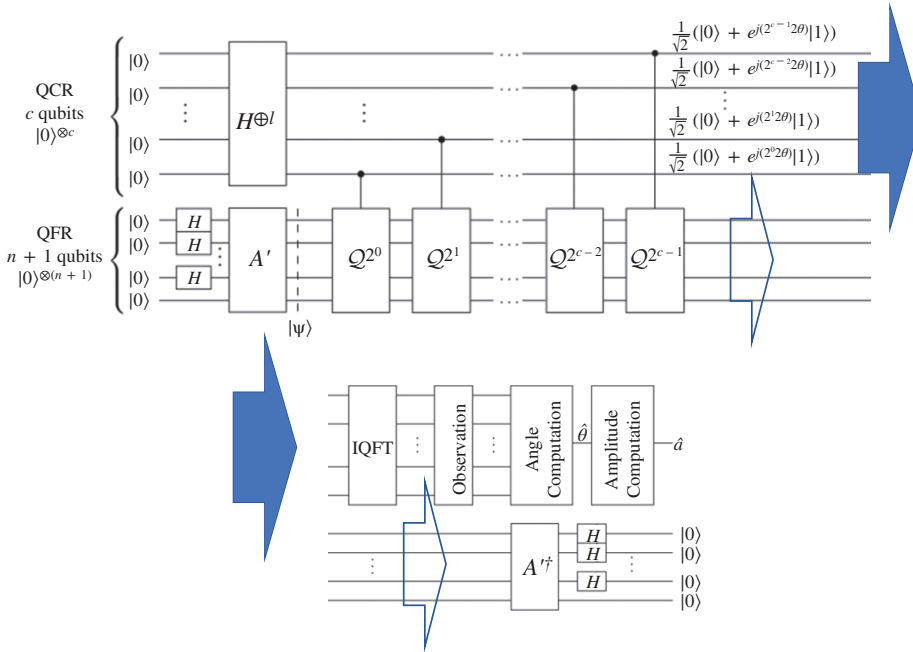 QCR
c qubits
|0⟩⊗c
|0⟩
|0⟩
⋮
|0⟩
|0⟩
H⊕l
⋮
...
...
...
...
1/√2 (|0⟩ + e^{j(2^{c−1}2θ)}|1⟩)
1/√2 (|0⟩ + e^{j(2^{c−2}2θ)}|1⟩)
⋮
1/√2 (|0⟩ + e^{j(2^1 2θ)}|1⟩)
1/√2 (|0⟩ + e^{j(2^0 2θ)}|1⟩)
QFR
n + 1 qubits
|0⟩⊗(n + 1)
|0⟩
|0⟩
|0⟩
|0⟩
H
H
⋮
H
A′
|ψ⟩
𝒬2^0
𝒬2^1
...
...
...
...
𝒬2^{c−2}
𝒬2^{c−1}
IQFT
⋮
Observation
⋮
Angle
Computation
θ̂
Amplitude
Computation
â
⋮
A′†
H
H
H
⋮
|0⟩
|0⟩
|0⟩
|0⟩